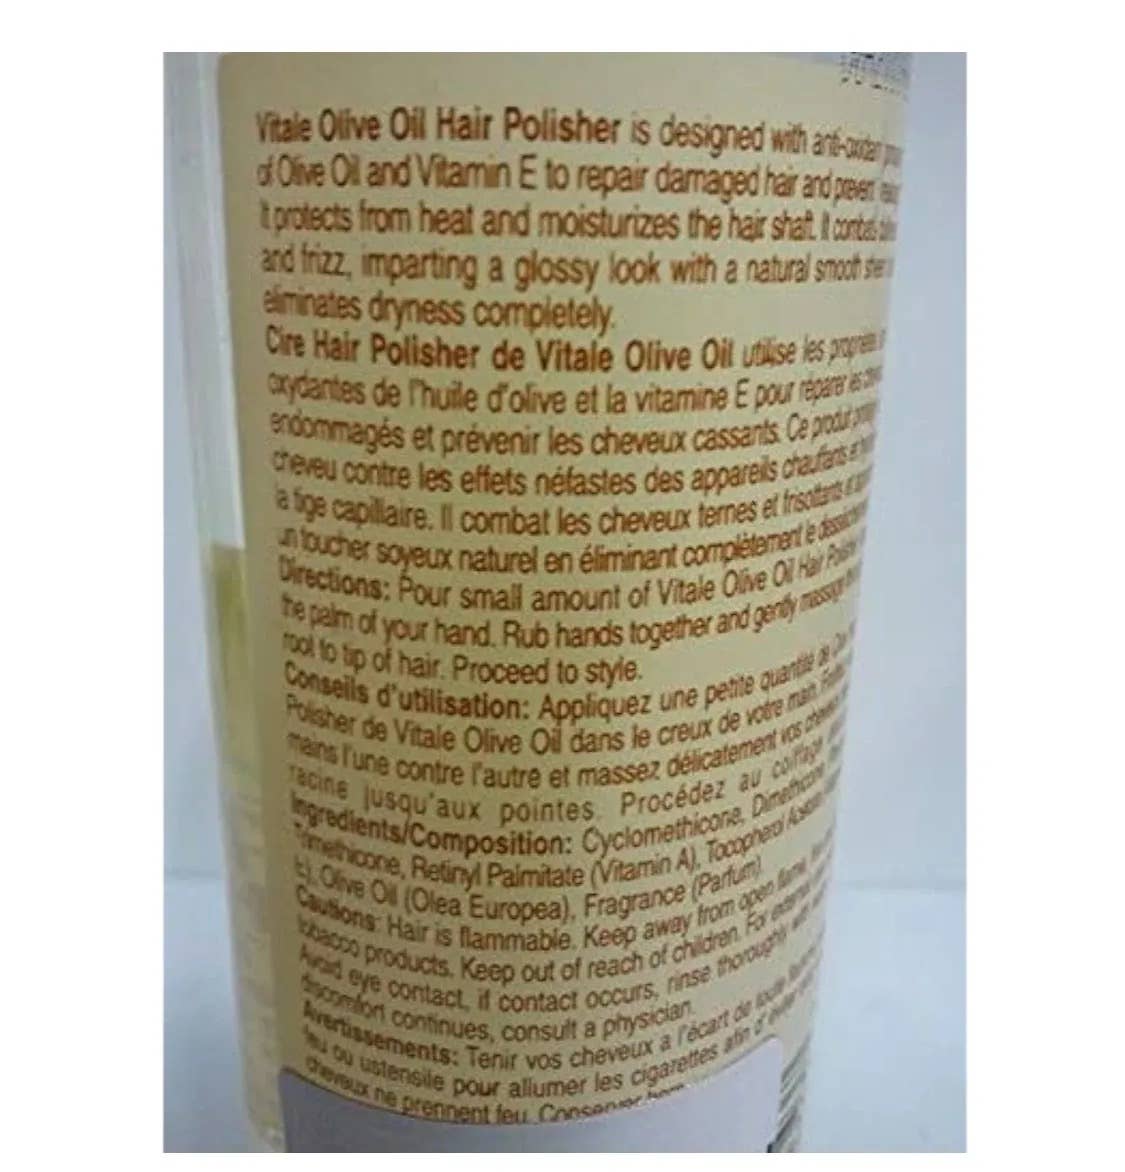 Vitale Olive Oil Hair Polisher is designed with anti-oxidant
of Olive Oil and Vitamin E to repair damaged hair and prevent
It protects from heat and moisturizes the hair shaft. It combats
and frizz, imparting a glossy look with a natural smooth
eliminates dryness completely.
Cire Hair Polisher de Vitale Olive Oil utilise les propriétés
oxydantes de l'huile d'olive et la vitamine E pour réparer les
endommagés et prévenir les cheveux cassants. Ce produit
cheveu contre les effets néfastes des appareils chauffants et
la tige capillaire. Il combat les cheveux ternes et frisottants et
un toucher soyeux naturel en éliminant complètement le
Directions: Pour small amount of Vitale Olive Oil Hair Polisher
the palm of your hand. Rub hands together and gently massage
root to tip of hair. Proceed to style.
Conseils d'utilisation: Appliquez une petite quantité de
Polisher de Vitale Olive Oil dans le creux de votre main.
mains l'une contre l'autre et massez délicatement vos
racine jusqu'aux pointes. Procédez au coiffage
Ingredients/Composition: Cyclomethicone, Dimethicone,
Trimethicone, Retinyl Palmitate (Vitamin A), Tocopherol
E), Olive Oil (Olea Europea), Fragrance (Parfum).
Cautions: Hair is flammable. Keep away from open flame,
tobacco products. Keep out of reach of children. For external
Avoid eye contact, if contact occurs, rinse thoroughly with
discomfort continues, consult a physician.
Avertissements: Tenir vos cheveux a l'écart de toute
feu ou ustensile pour allumer les cigarettes afin d'éviter
cheveux ne prennent feu. Conserver hors